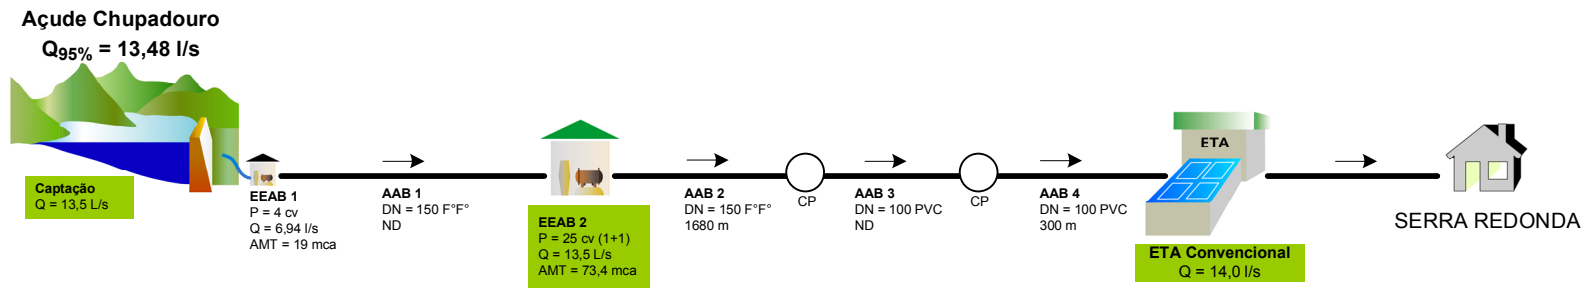 Açude Chupadouro
Q95% = 13,48 l/s
Captação
Q = 13,5 L/s
EEAB 1
P = 4 cv
Q = 6,94 l/s
AMT = 19 mca
AAB 1
DN = 150 F°F°
ND
EEAB 2
P = 25 cv (1+1)
Q = 13,5 L/s
AMT = 73,4 mca
AAB 2
DN = 150 F°F°
1680 m
CP
AAB 3
DN = 100 PVC
ND
CP
AAB 4
DN = 100 PVC
300 m
ETA
ETA Convencional
Q = 14,0 l/s
SERRA REDONDA